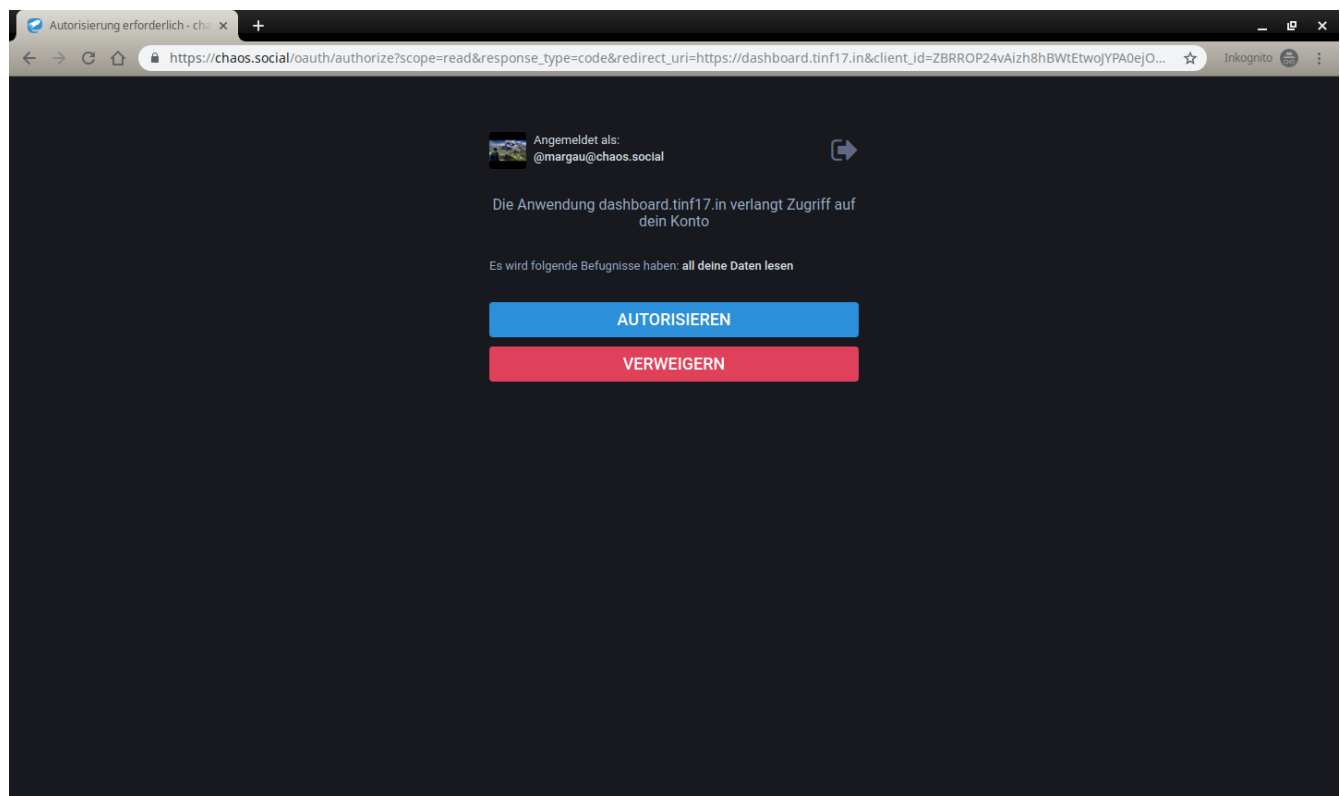 Autorisierung erforderlich - cha
https://chaos.social/oauth/authorize?scope=read&response_type=code&redirect_uri=https://dashboard.tinf17.in&client_id=ZBRROP24vAizh8hBWtEtwoJYPA0ejO...
Inkognito
Angemeldet als:
@margau@chaos.social
Die Anwendung dashboard.tinf17.in verlangt Zugriff auf
dein Konto
Es wird folgende Befugnisse haben: all deine Daten lesen
AUTORISIEREN
VERWEIGERN